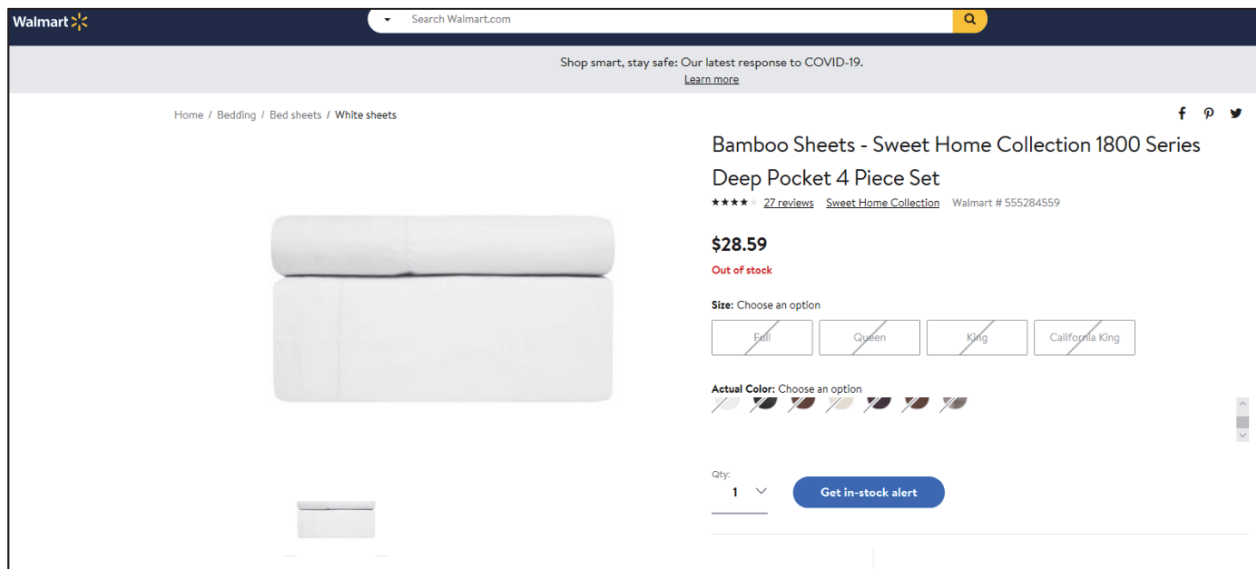 Walmart
Search Walmart.com
Shop smart, stay safe: Our latest response to COVID-19.
Learn more
Home / Bedding / Bed sheets / White sheets
Bamboo Sheets - Sweet Home Collection 1800 Series
Deep Pocket 4 Piece Set
27 reviews Sweet Home Collection Walmart # 555284559
$28.59
Out of stock
Size: Choose an option
Full Queen King California King
Actual Color: Choose an option
Qty:
1 Get in-stock alert